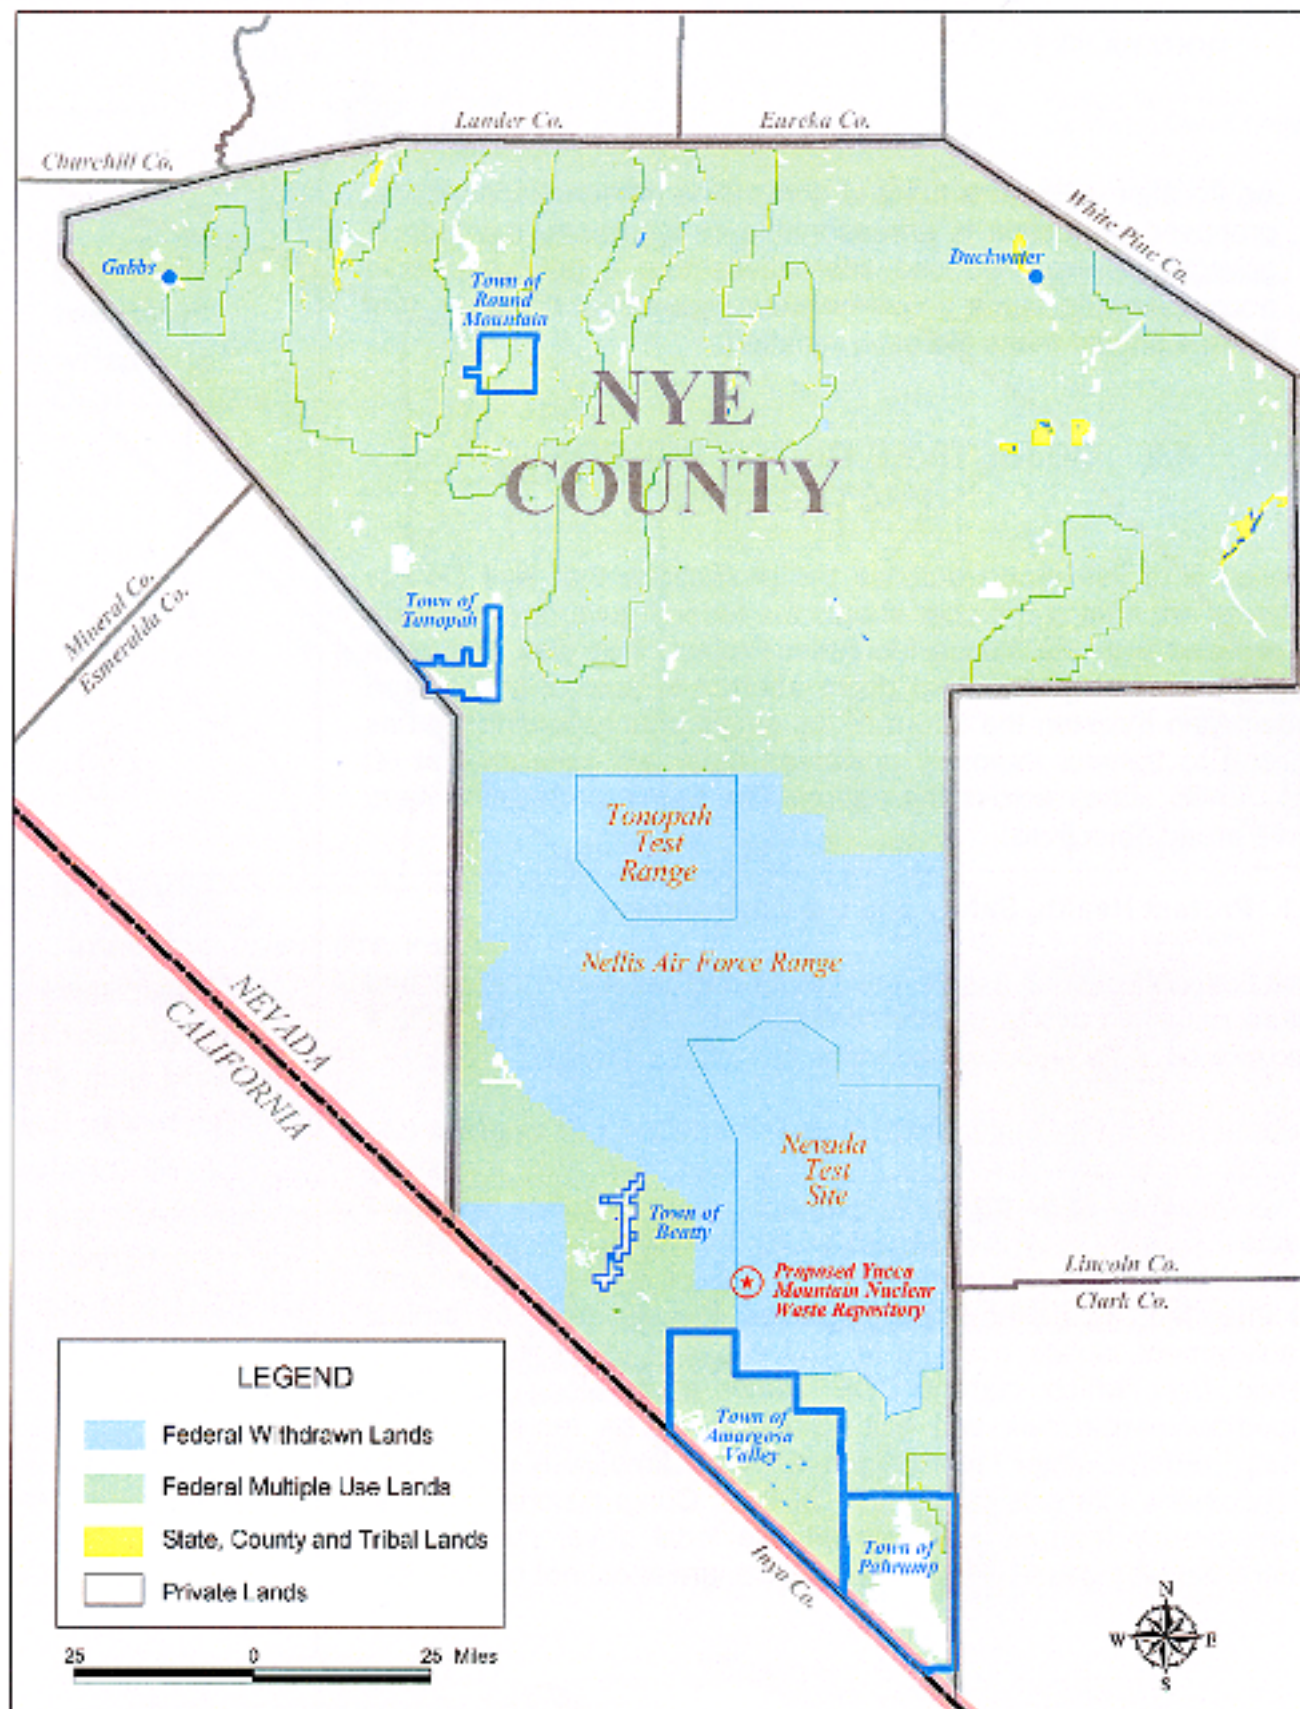 Lander Co.
Eureka Co.
Churchill Co.
White Pine Co.
Gabbs
Duckwater
Town of
Round
Mountain
NYE
COUNTY
Mineral Co.
Esmeralda Co.
Town of
Tonopah
Tonopah
Test
Range
Nellis Air Force Range
NEVADA
CALIFORNIA
Nevada
Test
Site
Town of
Beatty
Proposed Yucca
Mountain Nuclear
Waste Repository
Lincoln Co.
Clark Co.
Town of
Amargosa
Valley
Town of
Pahrump
Inyo Co.
LEGEND
Federal Withdrawn Lands
Federal Multiple Use Lands
State, County and Tribal Lands
Private Lands
25 0 25 Miles
N
W E
S